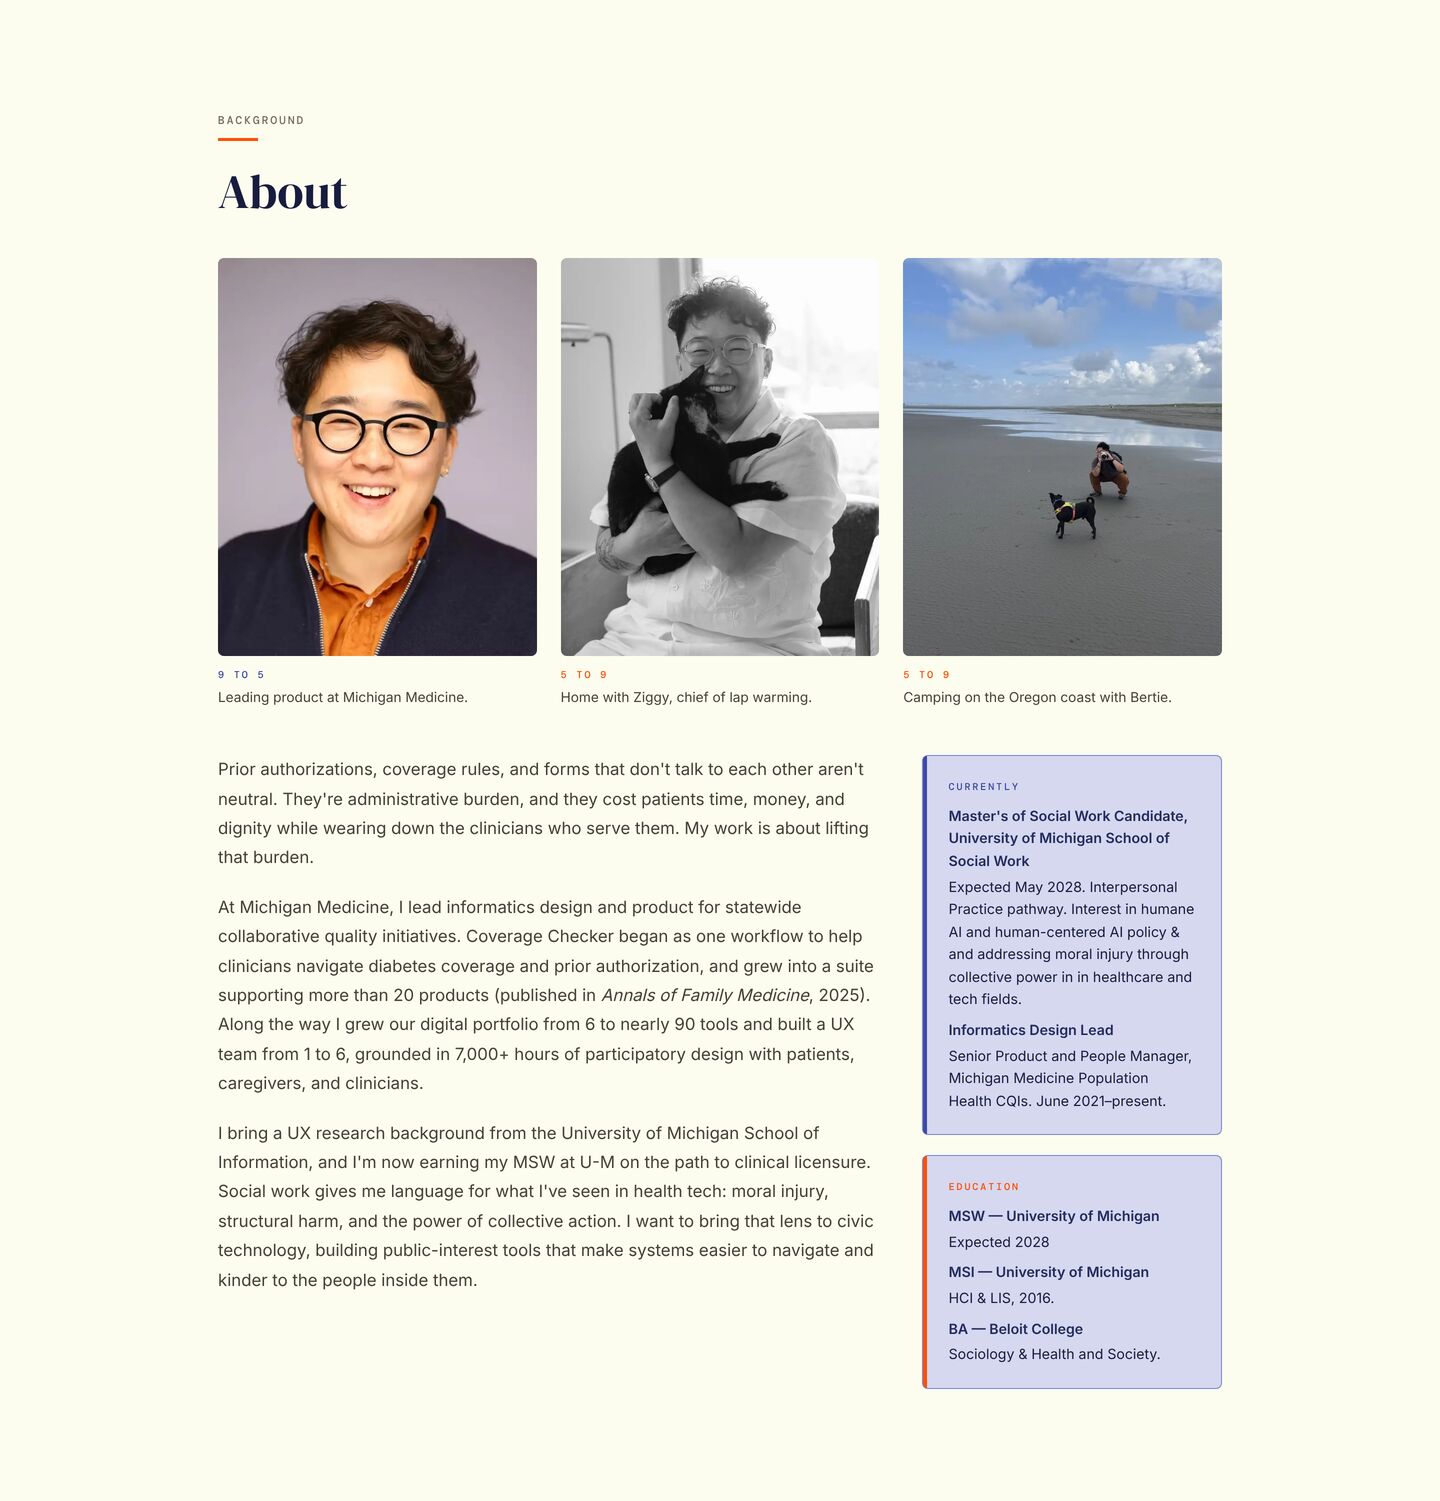 BACKGROUND
About
9 TO 5
Leading product at Michigan Medicine.
5 TO 9
Home with Ziggy, chief of lap warming.
5 TO 9
Camping on the Oregon coast with Bertie.
Prior authorizations, coverage rules, and forms that don't talk to each other aren't
neutral. They're administrative burden, and they cost patients time, money, and
dignity while wearing down the clinicians who serve them. My work is about lifting
that burden.
At Michigan Medicine, I lead informatics design and product for statewide
collaborative quality initiatives. Coverage Checker began as one workflow to help
clinicians navigate diabetes coverage and prior authorization, and grew into a suite
supporting more than 20 products (published in Annals of Family Medicine, 2025).
Along the way I grew our digital portfolio from 6 to nearly 90 tools and built a UX
team from 1 to 6, grounded in 7,000+ hours of participatory design with patients,
caregivers, and clinicians.
I bring a UX research background from the University of Michigan School of
Information, and I'm now earning my MSW at U-M on the path to clinical licensure.
Social work gives me language for what I've seen in health tech: moral injury,
structural harm, and the power of collective action. I want to bring that lens to civic
technology, building public-interest tools that make systems easier to navigate and
kinder to the people inside them.
CURRENTLY
Master's of Social Work Candidate,
University of Michigan School of
Social Work
Expected May 2028. Interpersonal
Practice pathway. Interest in humane
AI and human-centered AI policy &
and addressing moral injury through
collective power in in healthcare and
tech fields.
Informatics Design Lead
Senior Product and People Manager,
Michigan Medicine Population
Health CQIs. June 2021–present.
EDUCATION
MSW — University of Michigan
Expected 2028
MSI — University of Michigan
HCI & LIS, 2016.
BA — Beloit College
Sociology & Health and Society.